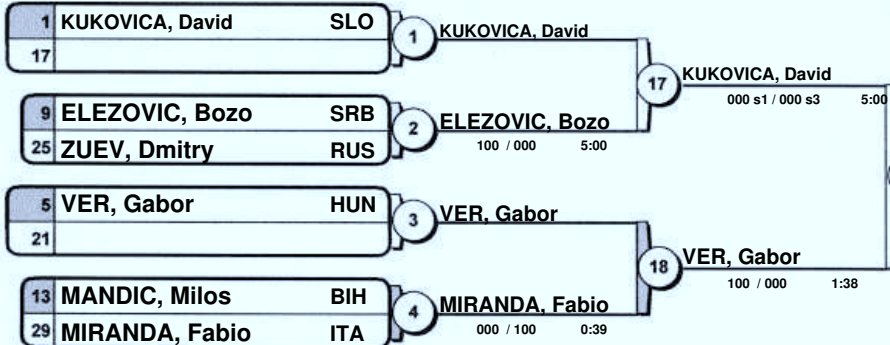 1 KUKOVICA, David SLO
17
1 KUKOVICA, David
9 ELEZOVIC, Bozo SRB
25 ZUEV, Dmitry RUS
2 ELEZOVIC, Bozo
100 / 000 5:00
17 KUKOVICA, David
000 s1 / 000 s3 5:00
5 VER, Gabor HUN
21
3 VER, Gabor
13 MANDIC, Milos BIH
29 MIRANDA, Fabio ITA
4 MIRANDA, Fabio
000 / 100 0:39
18 VER, Gabor
100 / 000 1:38